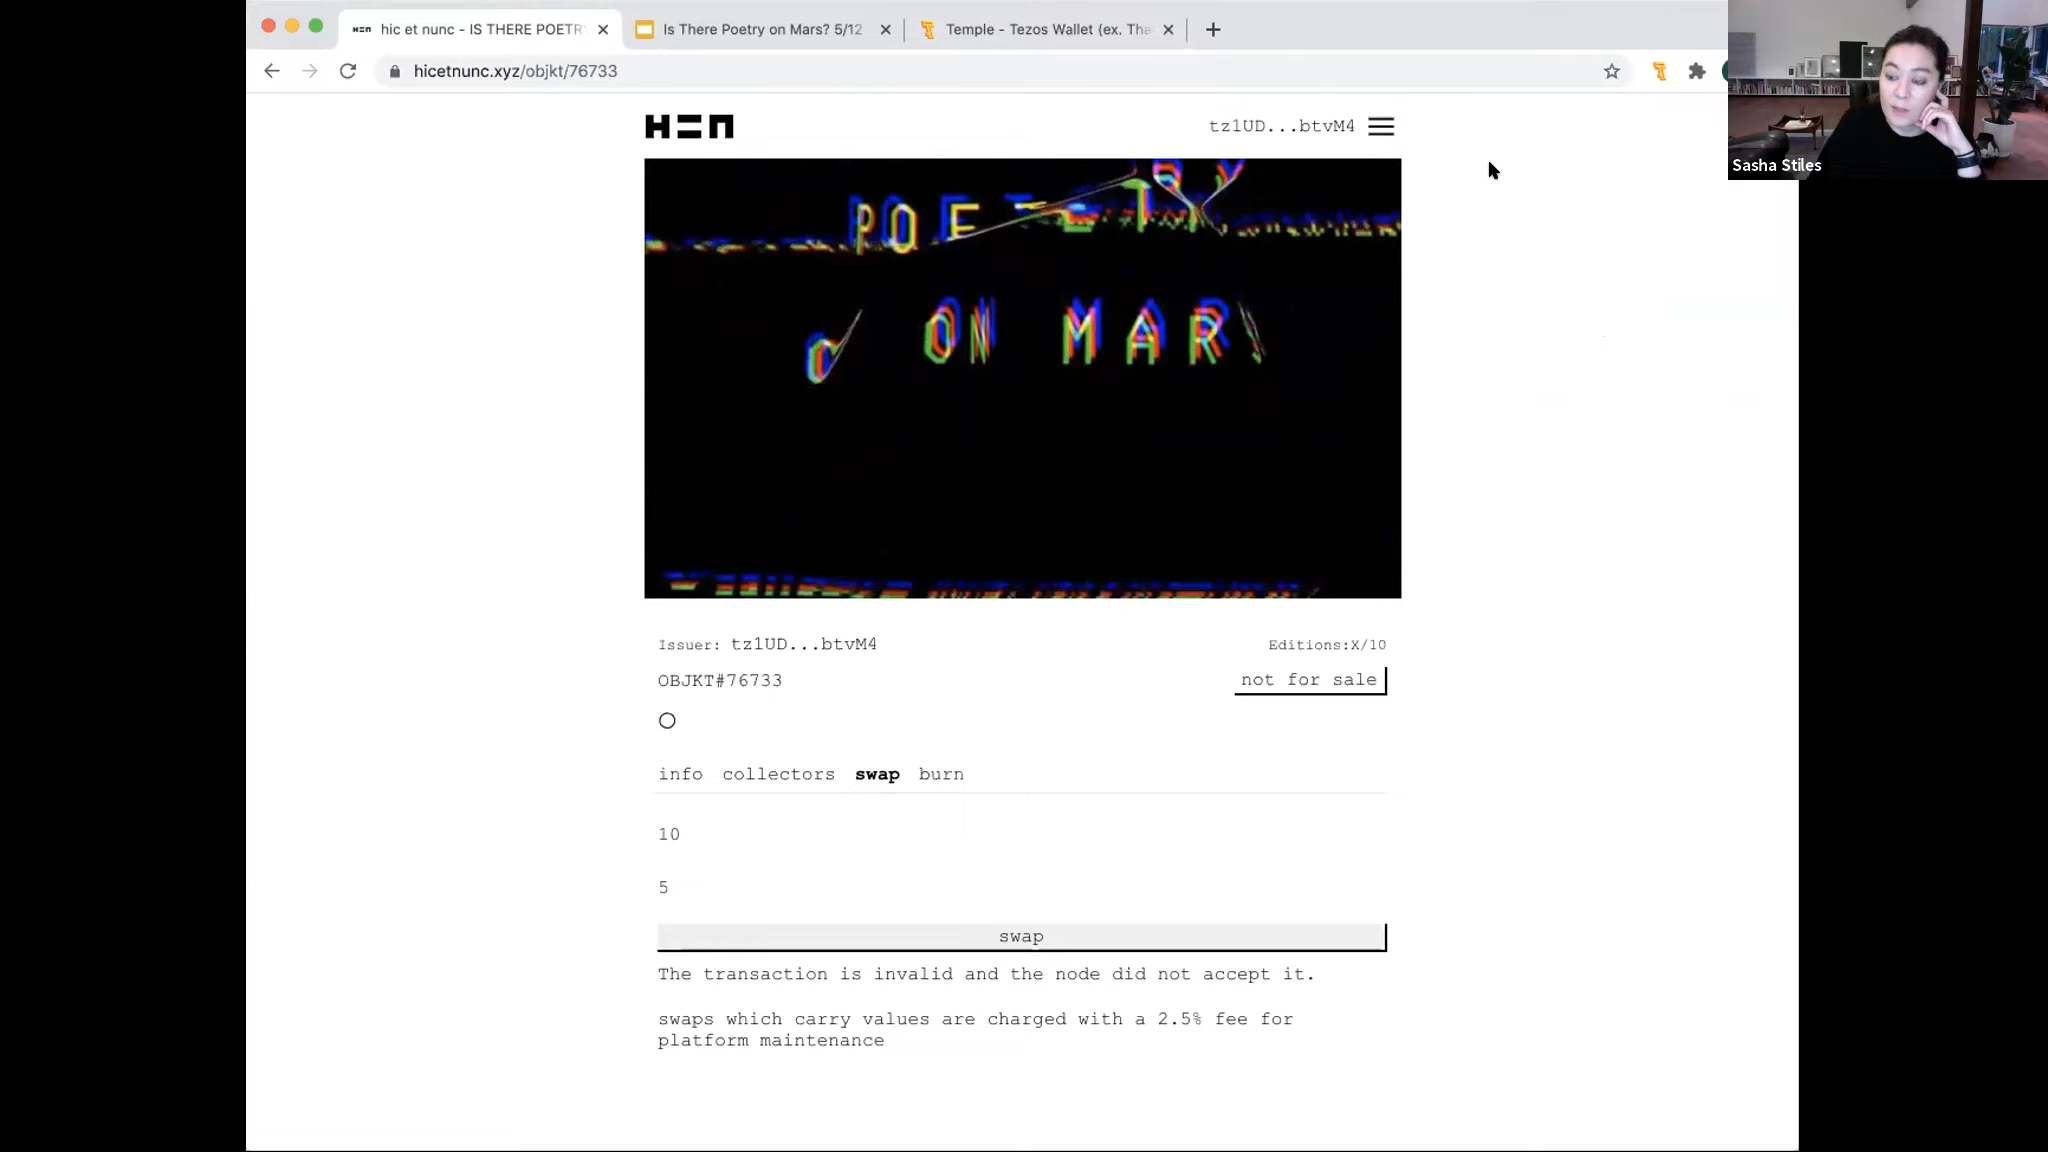 hic et nunc - IS THERE POETR
Is There Poetry on Mars? 5/12
Temple - Tezos Wallet (ex. Tha
hicetnunc.xyz/objkt/76733
Sasha Stiles
H=N
tz1UD...btvM4
POETRY
ON MARS
Issuer: tz1UD...btvM4
Editions:X/10
OBJKT#76733
not for sale
info collectors swap burn
10
5
swap
The transaction is invalid and the node did not accept it.
swaps which carry values are charged with a 2.5% fee for
platform maintenance